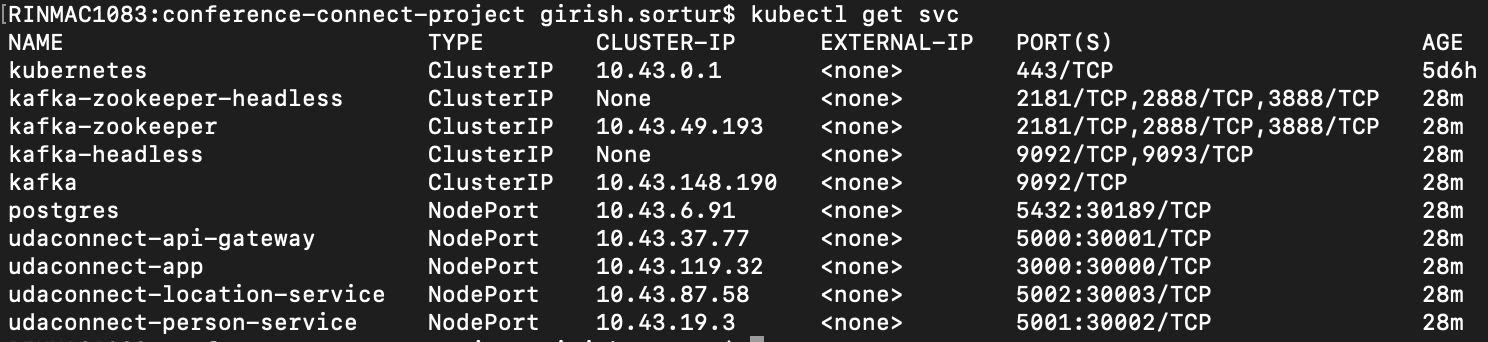 [RINMAC1083:conference-connect-project girish.sortur$ kubectl get svc
NAME TYPE CLUSTER-IP EXTERNAL-IP PORT(S) AGE
kubernetes ClusterIP 10.43.0.1 <none> 443/TCP 5d6h
kafka-zookeeper-headless ClusterIP None <none> 2181/TCP,2888/TCP,3888/TCP 28m
kafka-zookeeper ClusterIP 10.43.49.193 <none> 2181/TCP,2888/TCP,3888/TCP 28m
kafka-headless ClusterIP None <none> 9092/TCP,9093/TCP 28m
kafka ClusterIP 10.43.148.190 <none> 9092/TCP 28m
postgres NodePort 10.43.6.91 <none> 5432:30189/TCP 28m
udaconnect-api-gateway NodePort 10.43.37.77 <none> 5000:30001/TCP 28m
udaconnect-app NodePort 10.43.119.32 <none> 3000:30000/TCP 28m
udaconnect-location-service NodePort 10.43.87.58 <none> 5002:30003/TCP 28m
udaconnect-person-service NodePort 10.43.19.3 <none> 5001:30002/TCP 28m